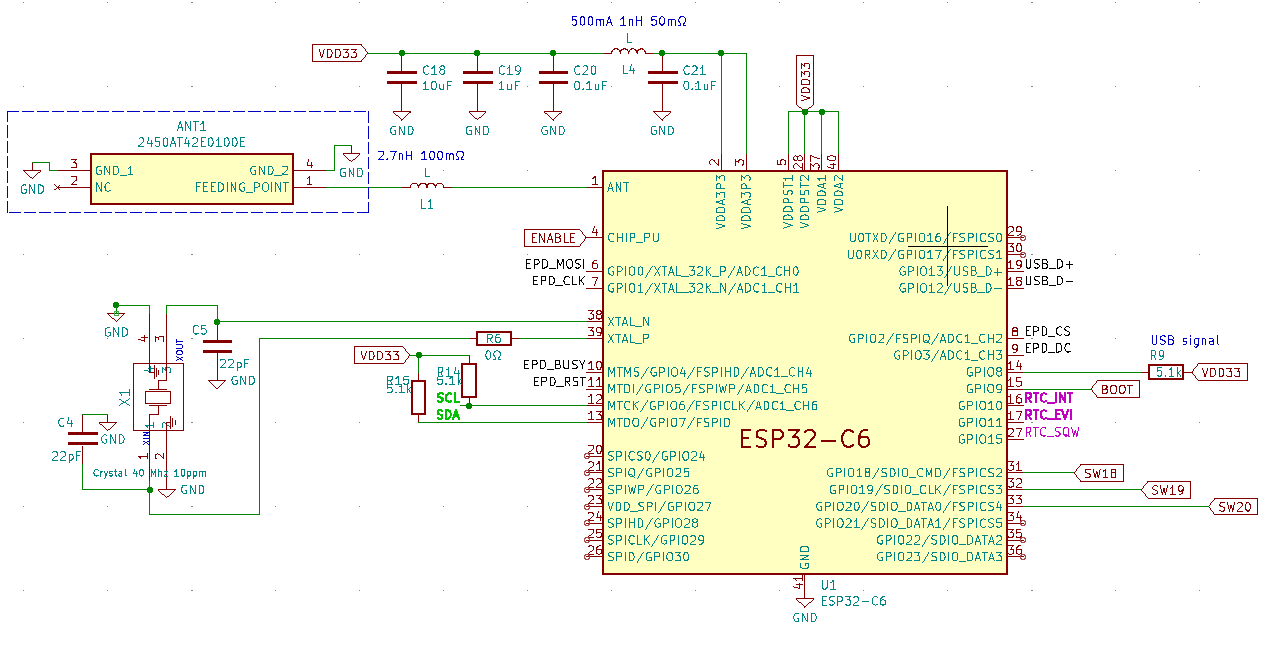 500mA 1nH 50mΩ
VDD33
L
L4
C18
10uF
C19
1uF
C20
0.1uF
C21
0.1uF
GND
GND
GND
GND
VDD33
ANT1
2450AT42E0100E
3 GND_1
2 NC
GND_2 4
FEEDING_POINT 1
GND
GND
2.7nH 100mΩ
L
L1
2 VDDA3P3
3 VDDA3P3
5 VDDPST1
28 VDDPST2
37 VDDA1
40 VDDA2
1 ANT
ENABLE 4 CHIP_PU
EPD_MOSI 6 GPIO0/XTAL_32K_P/ADC1_CH0
EPD_CLK 7 GPIO1/XTAL_32K_N/ADC1_CH1
38 XTAL_N
39 XTAL_P
R6
0Ω
VDD33
R15
5.1k
R14
5.1k
SCL
SDA
EPD_BUSY 10 MTMS/GPIO4/FSPIHD/ADC1_CH4
EPD_RST 11 MTDI/GPIO5/FSPIWP/ADC1_CH5
12 MTCK/GPIO6/FSPICLK/ADC1_CH6
13 MTDO/GPIO7/FSPID
20 SPICS0/GPIO24
21 SPIQ/GPIO25
22 SPIWP/GPIO26
23 VDD_SPI/GPIO27
24 SPIHD/GPIO28
25 SPICLK/GPIO29
26 SPID/GPIO30
U0TXD/GPIO16/FSPICS0 29
U0RXD/GPIO17/FSPICS1 30
GPIO13/USB_D+ 19 USB_D+
GPIO12/USB_D- 18 USB_D-
GPIO2/FSPIQ/ADC1_CH2 8 EPD_CS
GPIO3/ADC1_CH3 9 EPD_DC
GPIO8 14
USB signal
R9
5.1k
VDD33
GPIO9 15 BOOT
GPIO10 16 RTC_INT
GPIO11 17 RTC_EVI
GPIO15 27 RTC_SQW
ESP32-C6
GPIO18/SDIO_CMD/FSPICS2 31 SW18
GPIO19/SDIO_CLK/FSPICS3 32 SW19
GPIO20/SDIO_DATA0/FSPICS4 33 SW20
GPIO21/SDIO_DATA1/FSPICS5 34
GPIO22/SDIO_DATA2 35
GPIO23/SDIO_DATA3 36
GND
41
U1
ESP32-C6
GND
GND
4
3
XOUT
C5
22pF
GND
X1
C4
22pF
GND
XIN
1
2
Crystal 40 Mhz 10ppm
GND